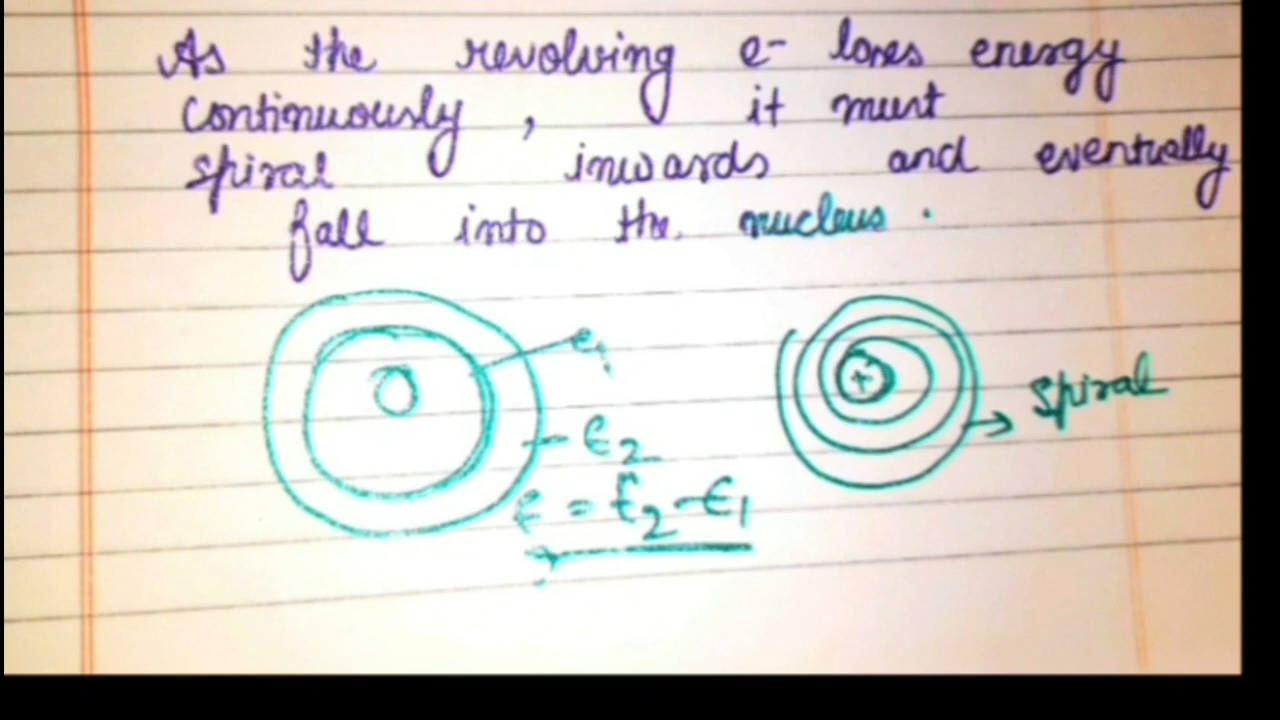 As the revolving e- loses energy
continuously, it must
spiral inwards and eventually
fall into the nucleus.
e1
E2
E = E2-E1
+
spiral